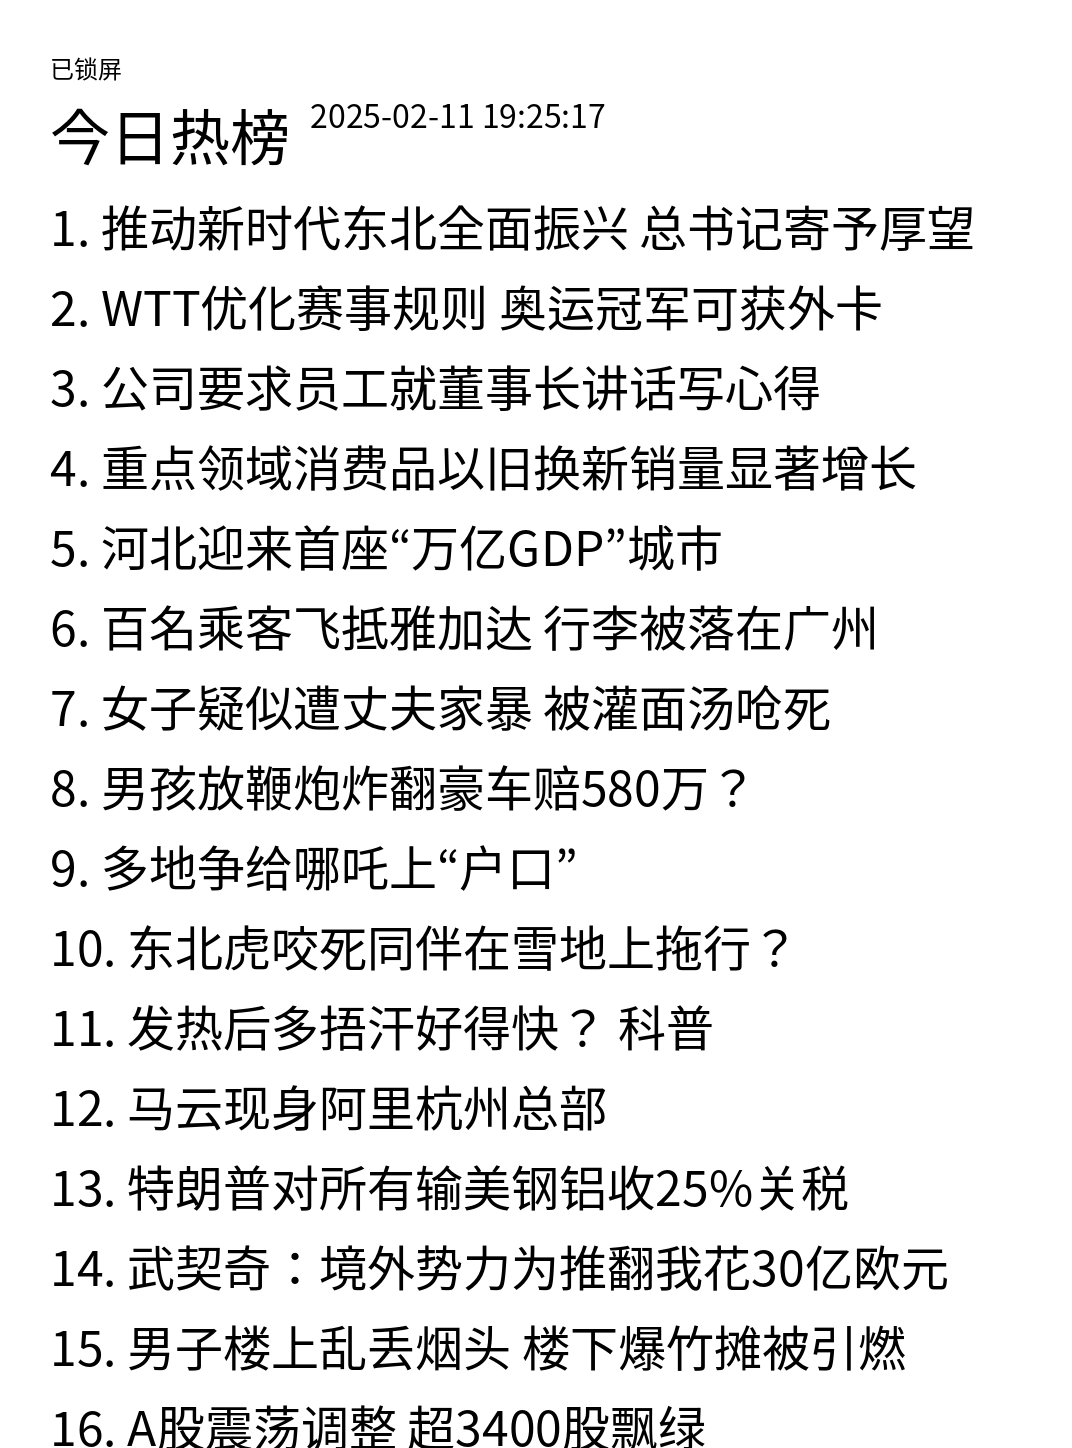 已锁屏
今日热榜 2025-02-11 19:25:17
1. 推动新时代东北全面振兴 总书记寄予厚望
2. WTT优化赛事规则 奥运冠军可获外卡
3. 公司要求员工就董事长讲话写心得
4. 重点领域消费品以旧换新销量显著增长
5. 河北迎来首座“万亿GDP”城市
6. 百名乘客飞抵雅加达 行李被落在广州
7. 女子疑似遭丈夫家暴 被灌面汤呛死
8. 男孩放鞭炮炸翻豪车赔580万？
9. 多地争给哪吒上“户口”
10. 东北虎咬死同伴在雪地上拖行？
11. 发热后多捂汗好得快？ 科普
12. 马云现身阿里杭州总部
13. 特朗普对所有输美钢铝收25%关税
14. 武契奇：境外势力为推翻我花30亿欧元
15. 男子楼上乱丢烟头 楼下爆竹摊被引燃
16. A股震荡调整 超3400股飘绿